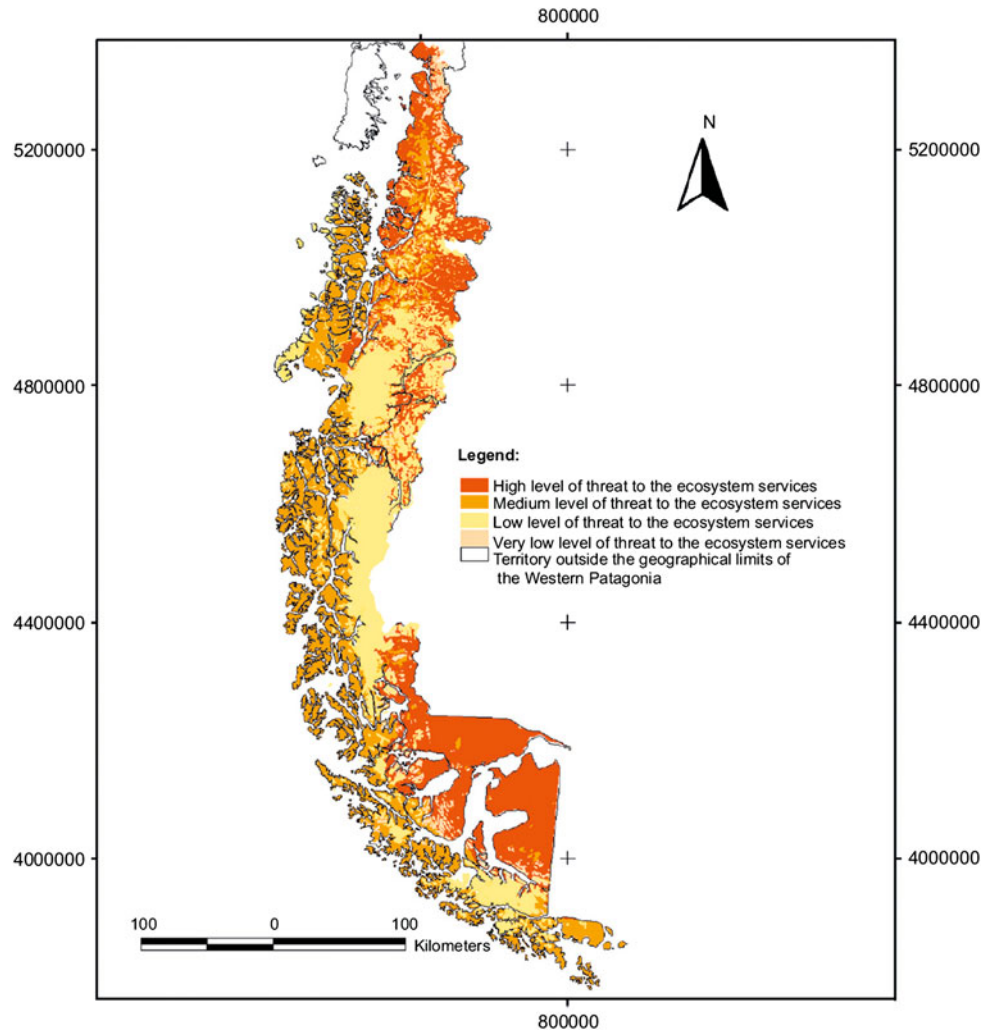 800000
N
5200000
5200000
4800000
4800000
Legend:
High level of threat to the ecosystem services
Medium level of threat to the ecosystem services
Low level of threat to the ecosystem services
Very low level of threat to the ecosystem services
Territory outside the geographical limits of
the Western Patagonia
4400000
4400000
4000000
4000000
100 0 100
Kilometers
800000